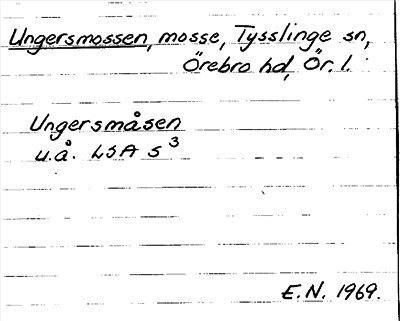 Ungersmossen, mosse, Tysslinge sn,
Örebro hd, Ör. l.
Ungersmåsen
u.å. LSA S³
E.N. 1969.